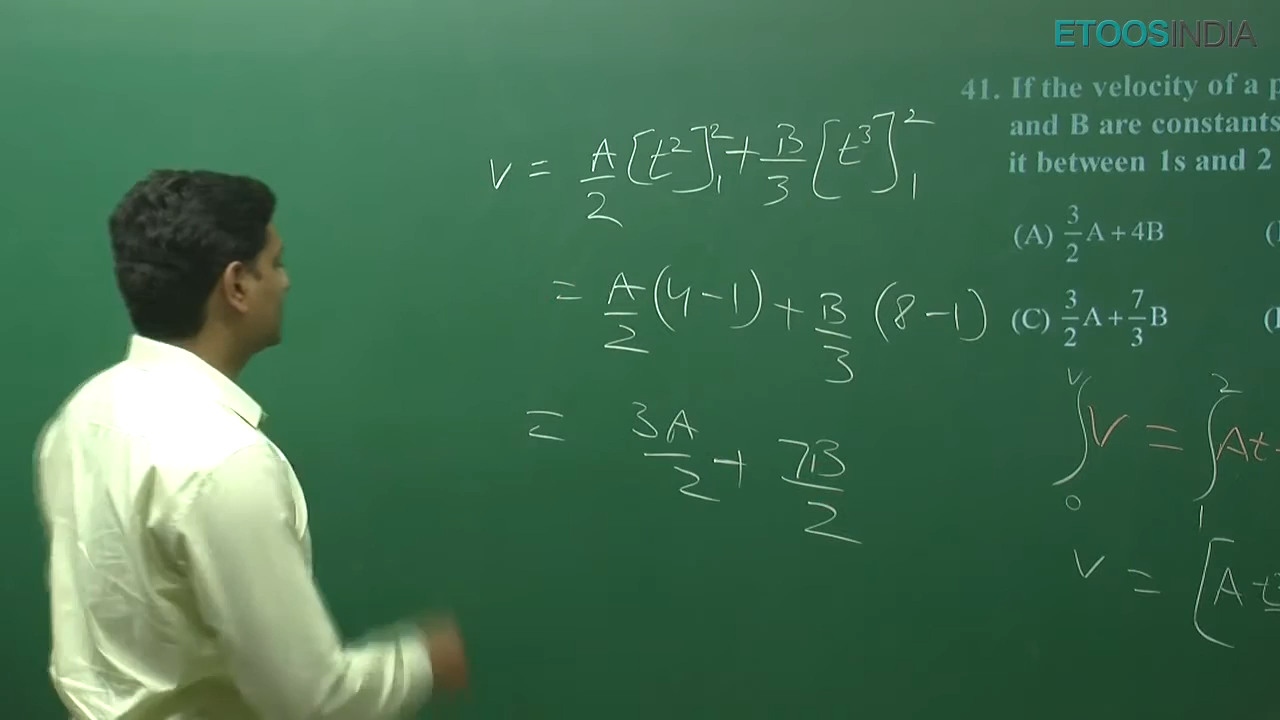 ETOOSINDIA
41. If the velocity of a p
and B are constants
it between 1s and 2
(A) 3/2 A + 4B
(C) 3/2 A + 7/3 B
v = A/2 [t²]₁² + B/3 [t³]₁²
= A/2 (4-1) + B/3 (8-1)
= 3A/2 + 7B/2
∫₀ᵛ V = ∫₁² At
v = [A t